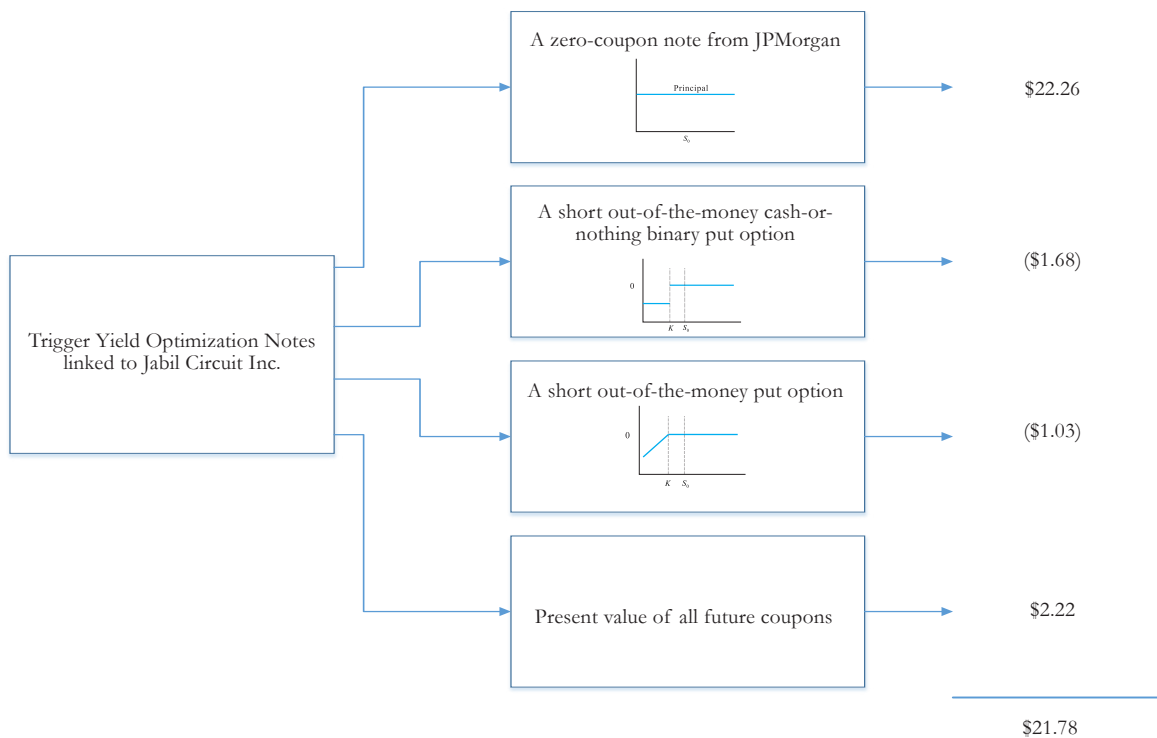 A zero-coupon note from JPMorgan
Principal
S₀
$22.26
A short out-of-the-money cash-or-
nothing binary put option
0
K
S₀
($1.68)
Trigger Yield Optimization Notes
linked to Jabil Circuit Inc.
A short out-of-the-money put option
0
K
S₀
($1.03)
Present value of all future coupons
$2.22
$21.78